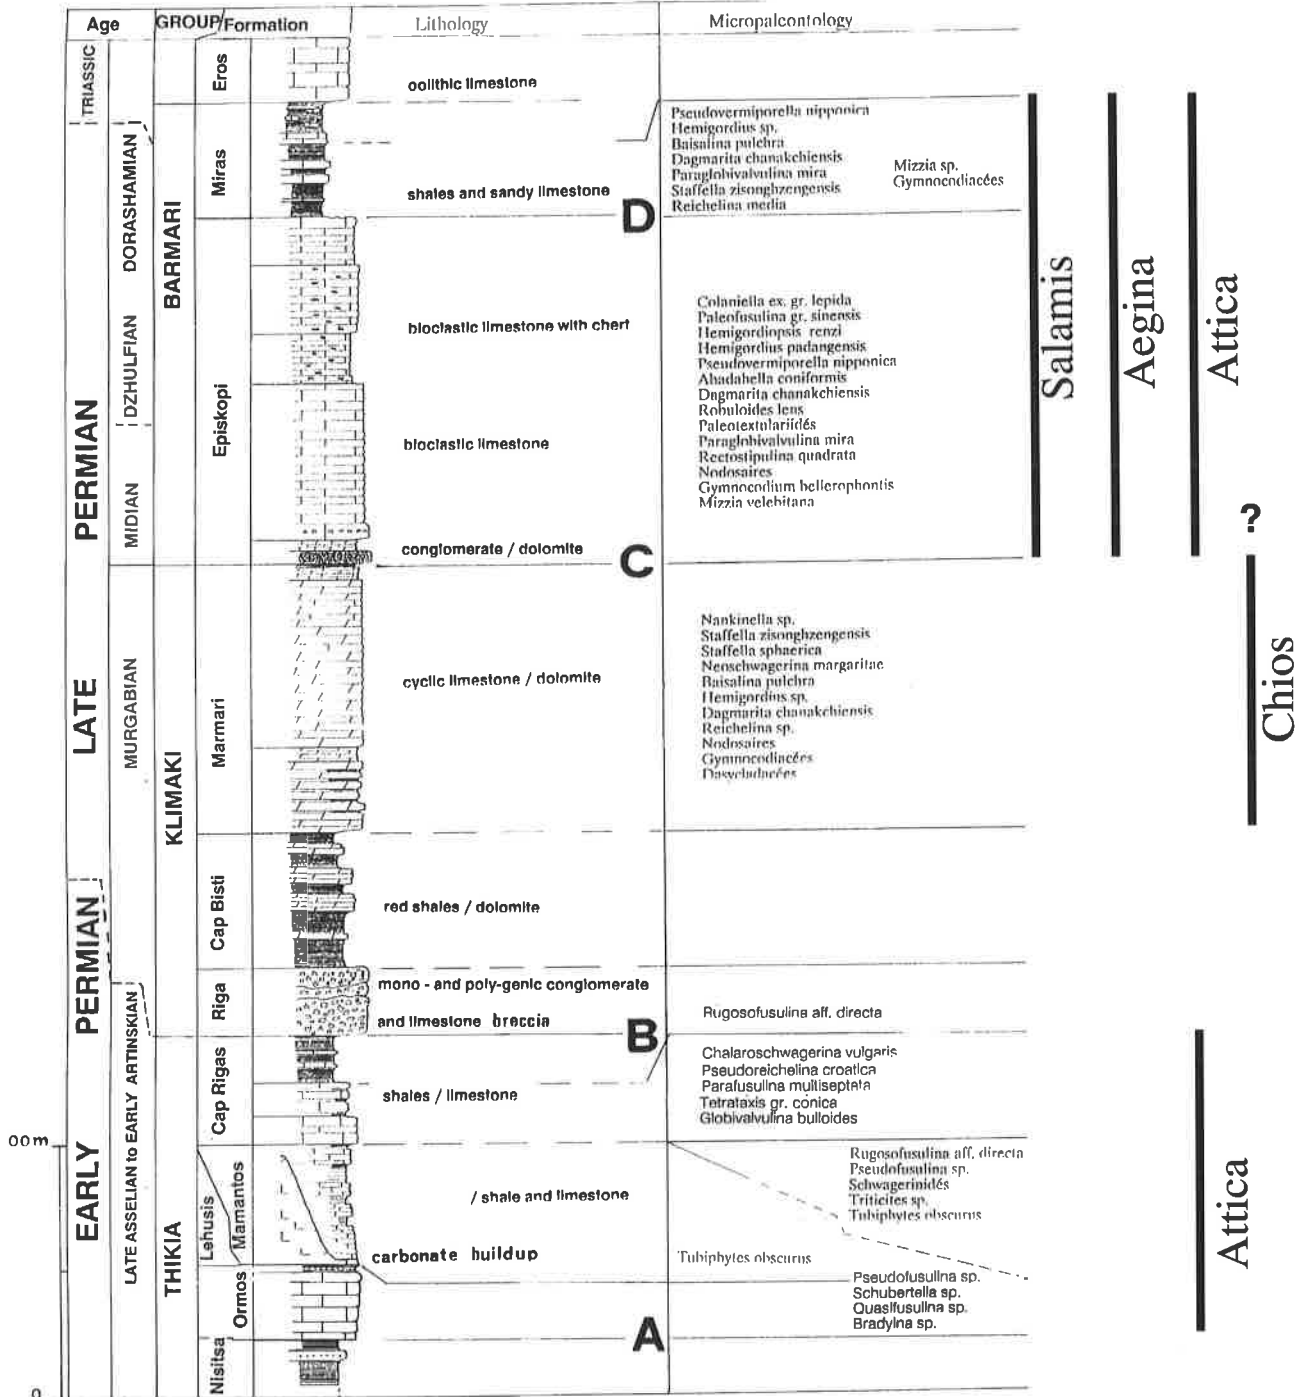 Age
GROUP/Formation
Lithology
Micropalcontology
TRIASSIC
LATE PERMIAN
EARLY PERMIAN
DORASHAMIAN
DZHULFIAN
MIDIAN
MURGABIAN
LATE ASSELIAN to EARLY ARTINSKIAN
BARMARI
KLIMAKI
THIKIA
Eros
Miras
Episkopi
Marmari
Cap Bisti
Riga
Cap Rigas
Lehusis
Mamantos
Ormos
Nisitsa
oolithic limestone
shales and sandy limestone
bioclastic limestone with chert
bioclastic limestone
conglomerate / dolomite
cyclic limestone / dolomite
red shales / dolomite
mono - and poly-genic conglomerate
and limestone breccia
shales / limestone
/ shale and limestone
carbonate buildup
D
C
B
A
Pseudovermiporella nipponica
Hemigordius sp.
Baisalina pulchra
Dagmarita chanakchiensis
Paraglobivalvulina mira
Staffella zisonghzengensis
Reichelina media
Mizzia sp.
Gymnocodiacées
Colaniella ex. gr. lepida
Paleofusulina gr. sinensis
Hemigordiopsis renzi
Hemigordius padangensis
Pseudovermiporella nipponica
Abadahella coniformis
Dagmarita chanakchiensis
Robuloides lens
Paleotextulariidés
Paraglobivalvulina mira
Rectostipulina quadrata
Nodosaires
Gymnocodium bellerophontis
Mizzia velebitana
Nankinella sp.
Staffella zisonghzengensis
Staffella sphaerica
Neoschwagerina margaritae
Baisalina pulchra
Hemigordius sp.
Dagmarita chanakchiensis
Reichelina sp.
Nodosaires
Gymnocodiacées
Dasycladacées
Rugosofusulina aff. directa
Chalaroschwagerina vulgaris
Pseudoreichelina croatica
Parafusulina multiseptata
Tetrataxis gr. conica
Globivalvulina bulloides
Rugosofusulina aff. directa
Pseudofusulina sp.
Schwagerinidés
Triticites sp.
Tubiphytes obscurus
Tubiphytes obscurus
Pseudofusulina sp.
Schubertella sp.
Quasifusulina sp.
Bradyina sp.
Salamis
Aegina
Attica
?
Chios
Attica
00m
0